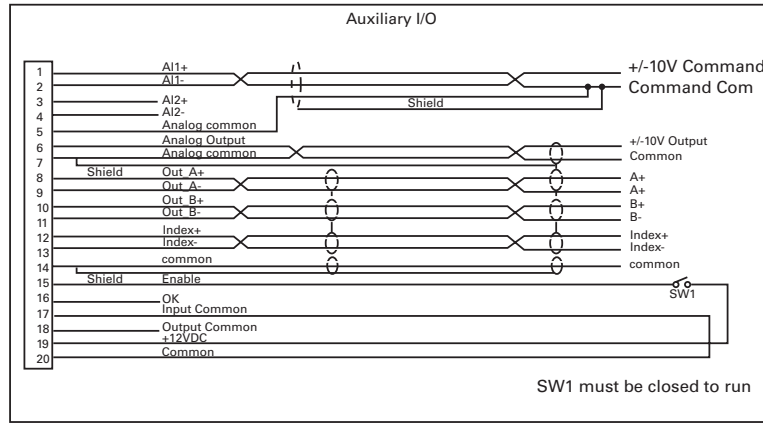 Auxiliary I/O
1 AI1+ +/-10V Command
2 AI1- Command Com
3 AI2+ Shield
4 AI2-
5 Analog common
6 Analog Output +/-10V Output
7 Analog common Common
8 Shield Out_A+ A+
9 Out_A- A+
10 Out_B+ B+
11 Out_B- B-
12 Index+ Index+
13 Index- Index-
14 common common
15 Shield Enable SW1
16 OK
17 Input Common
18 Output Common
19 +12VDC
20 Common
SW1 must be closed to run